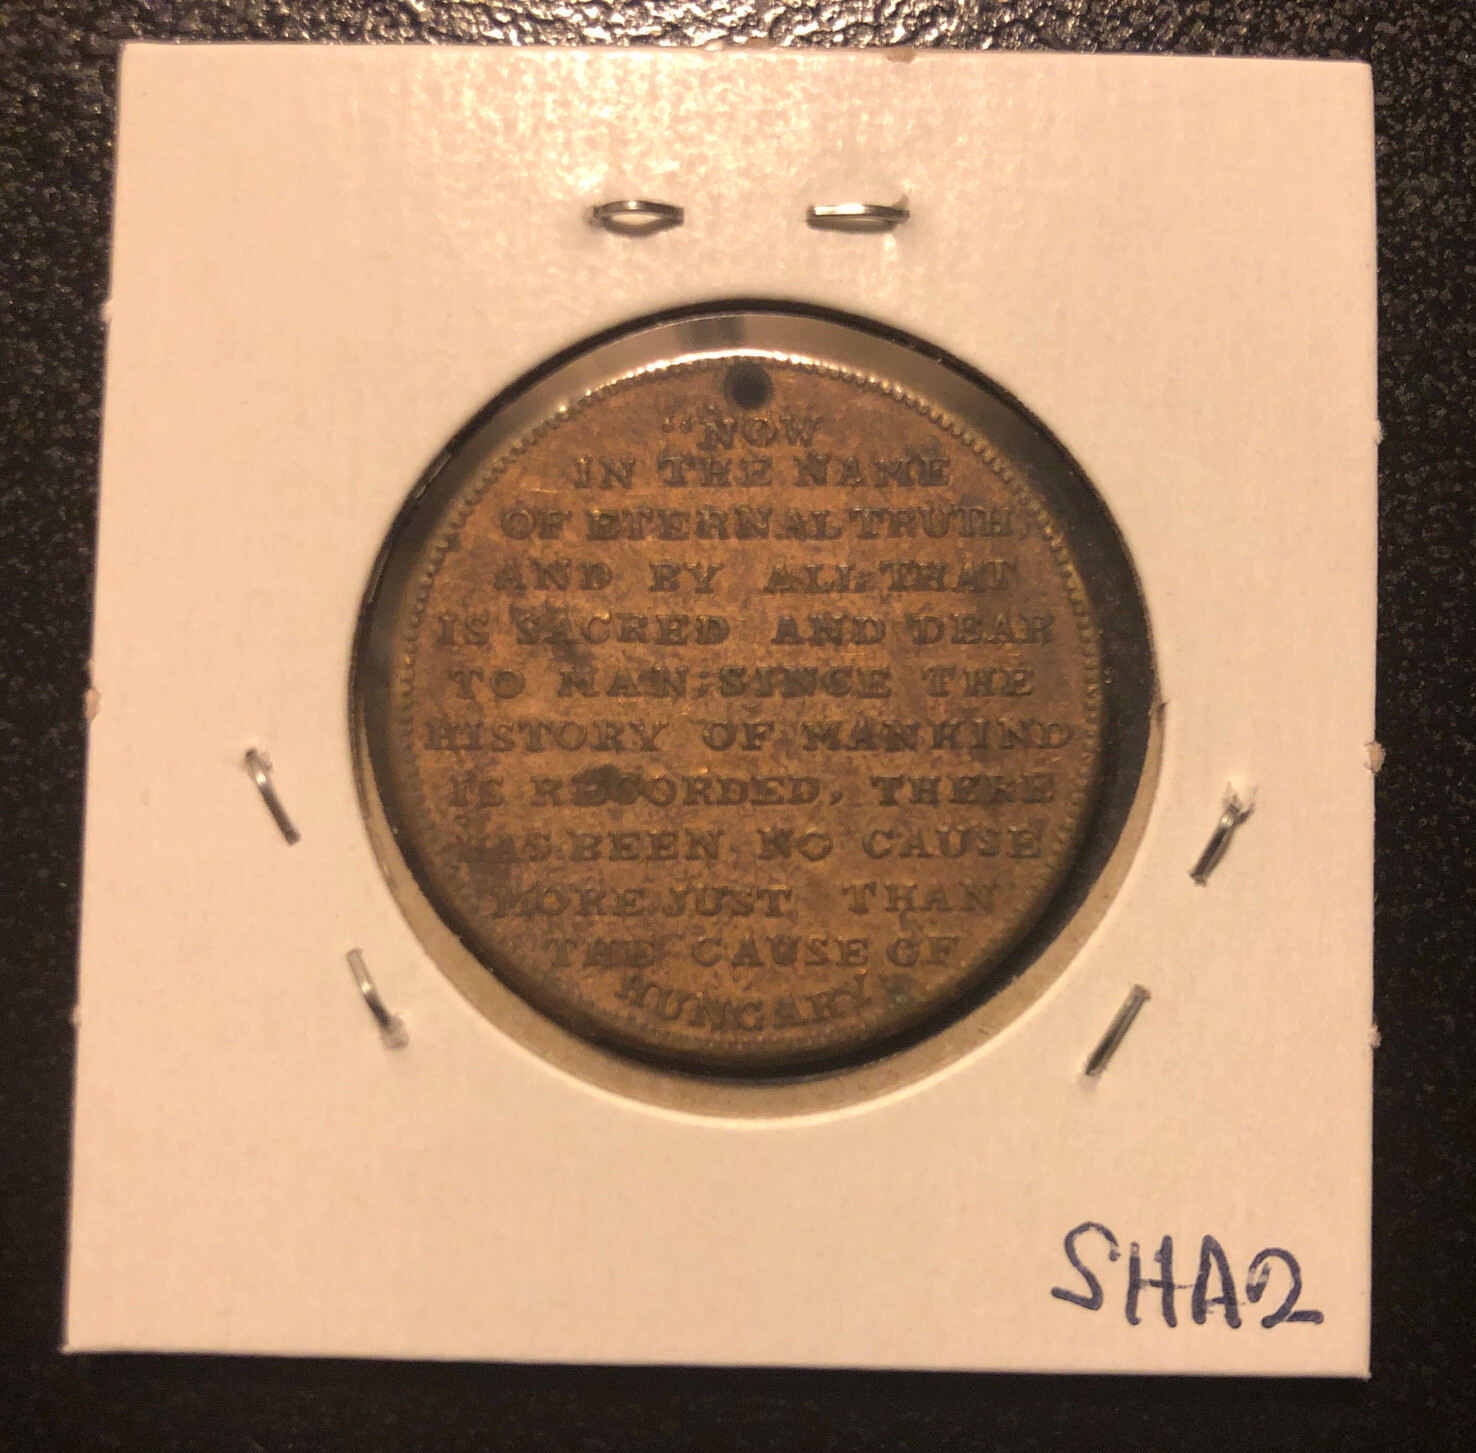 "NOW
IN THE NAME
OF ETERNAL TRUTH,
AND BY ALL THAT
IS SACRED AND DEAR
TO MAN, SINCE THE
HISTORY OF MANKIND
IS RECORDED, THERE
HAS BEEN NO CAUSE
MORE JUST THAN
THE CAUSE OF
HUNGARY"
SHA2